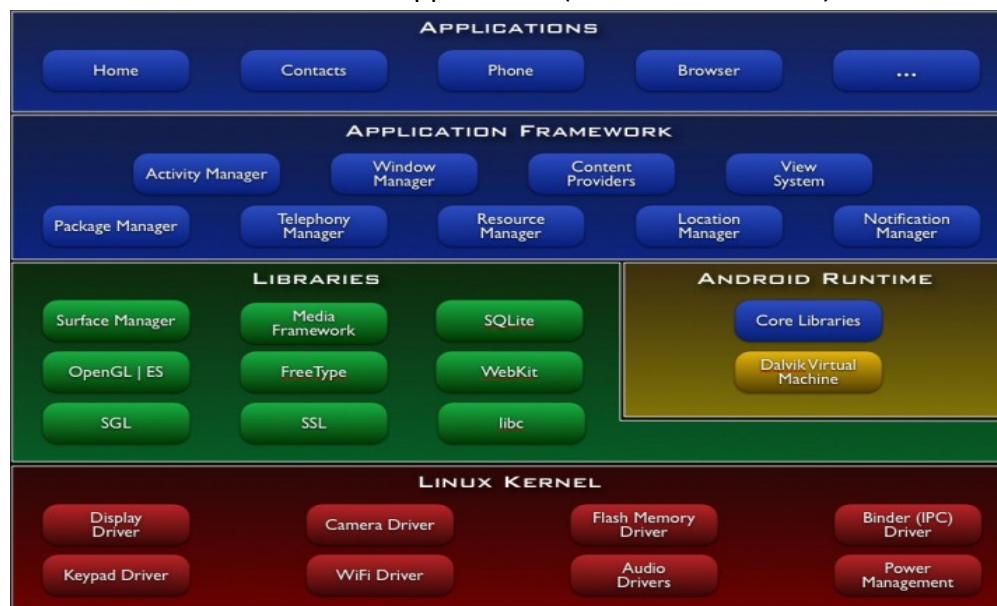 APPLICATIONS
Home
Contacts
Phone
Browser
...
APPLICATION FRAMEWORK
Activity Manager
Window
Manager
Content
Providers
View
System
Package Manager
Telephony
Manager
Resource
Manager
Location
Manager
Notification
Manager
LIBRARIES
Surface Manager
Media
Framework
SQLite
OpenGL | ES
FreeType
WebKit
SGL
SSL
libc
ANDROID RUNTIME
Core Libraries
Dalvik Virtual
Machine
LINUX KERNEL
Display
Driver
Camera Driver
Flash Memory
Driver
Binder (IPC)
Driver
Keypad Driver
WiFi Driver
Audio
Drivers
Power
Management